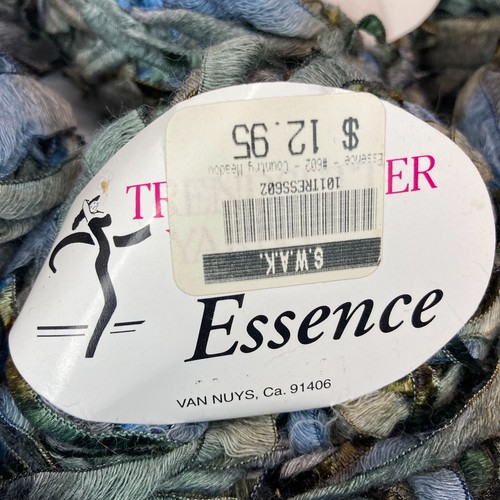 $ 12.95
Essence - #602 - Country Meadow
101TRESS602
S.W.A.K.
TR ER
Essence
VAN NUYS, Ca. 91406